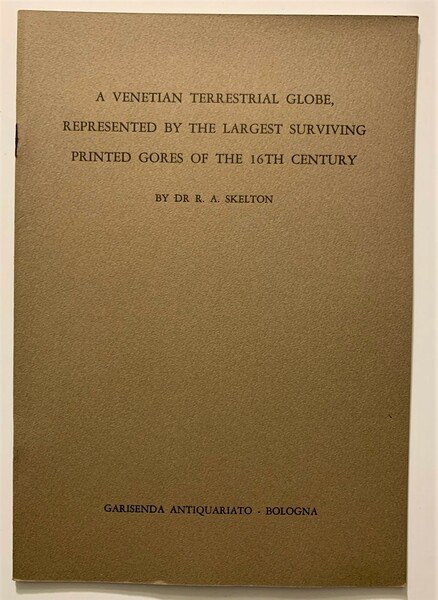 A VENETIAN TERRESTRIAL GLOBE,
REPRESENTED BY THE LARGEST SURVIVING
PRINTED GORES OF THE 16TH CENTURY
BY DR R. A. SKELTON
GARISENDA ANTIQUARIATO - BOLOGNA